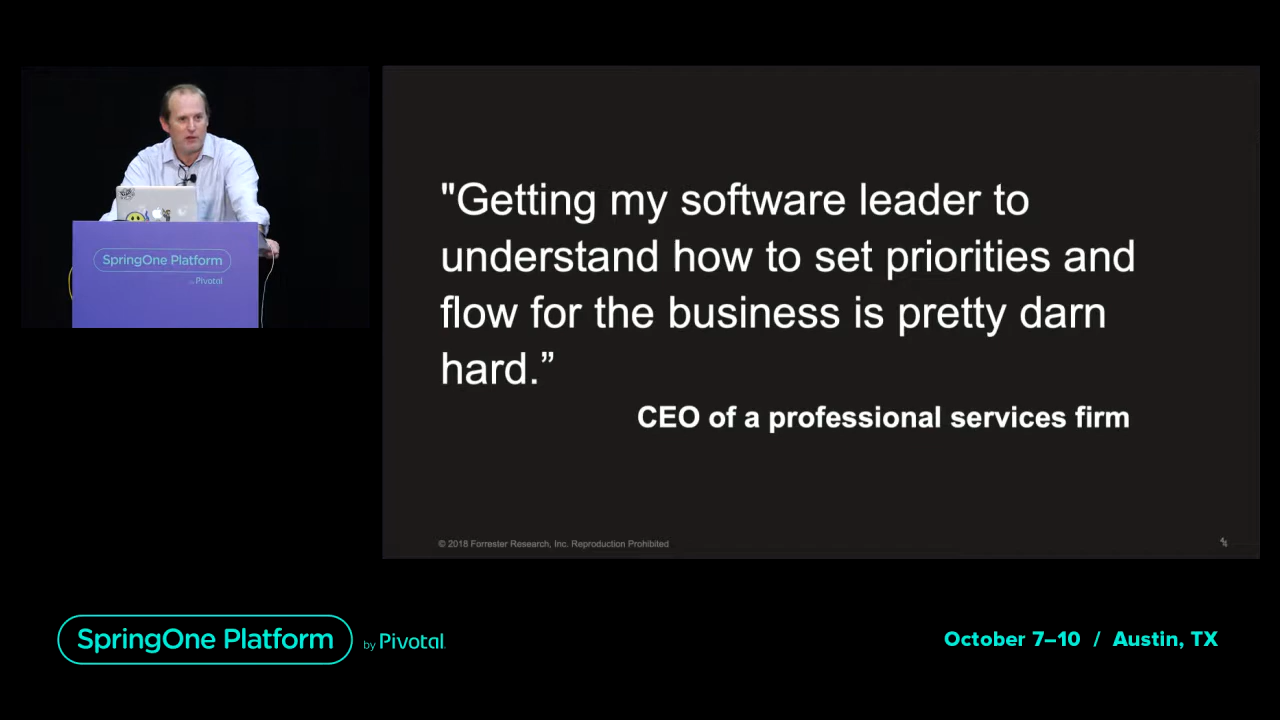 SpringOne Platform
by Pivotal
"Getting my software leader to
understand how to set priorities and
flow for the business is pretty darn
hard.”
CEO of a professional services firm
© 2018 Forrester Research, Inc. Reproduction Prohibited
SpringOne Platform by Pivotal
October 7–10 / Austin, TX